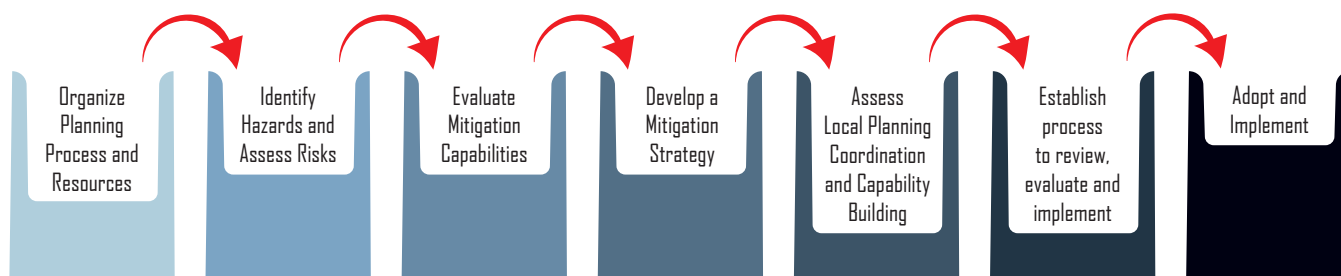 Organize
Planning
Process and
Resources
Identify
Hazards and
Assess Risks
Evaluate
Mitigation
Capabilities
Develop a
Mitigation
Strategy
Assess
Local Planning
Coordination
and Capability
Building
Establish
process
to review,
evaluate and
implement
Adopt and
Implement